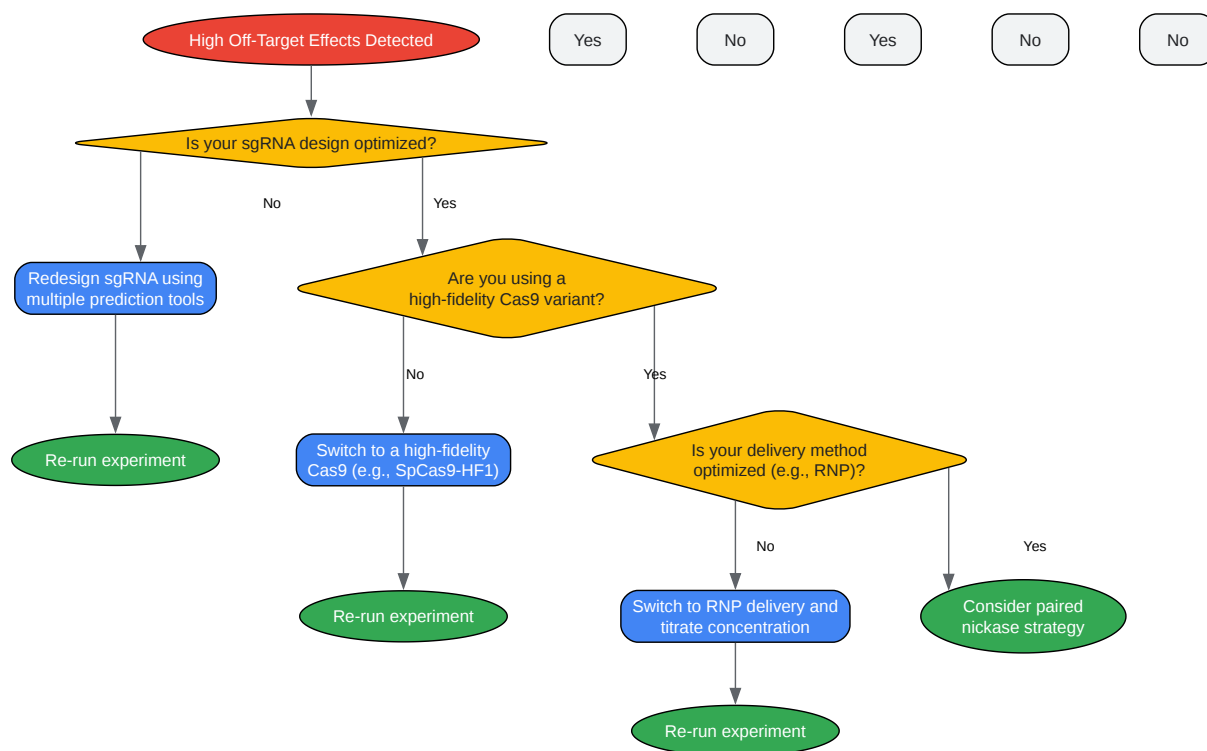 High Off-Target Effects Detected
Yes
No
Yes
No
No
Is your sgRNA design optimized?
No
Yes
Redesign sgRNA using
multiple prediction tools
Are you using a
high-fidelity Cas9 variant?
No
Yes
Re-run experiment
Switch to a high-fidelity
Cas9 (e.g., SpCas9-HF1)
Is your delivery method
optimized (e.g., RNP)?
No
Yes
Re-run experiment
Switch to RNP delivery and
titrate concentration
Consider paired
nickase strategy
Re-run experiment